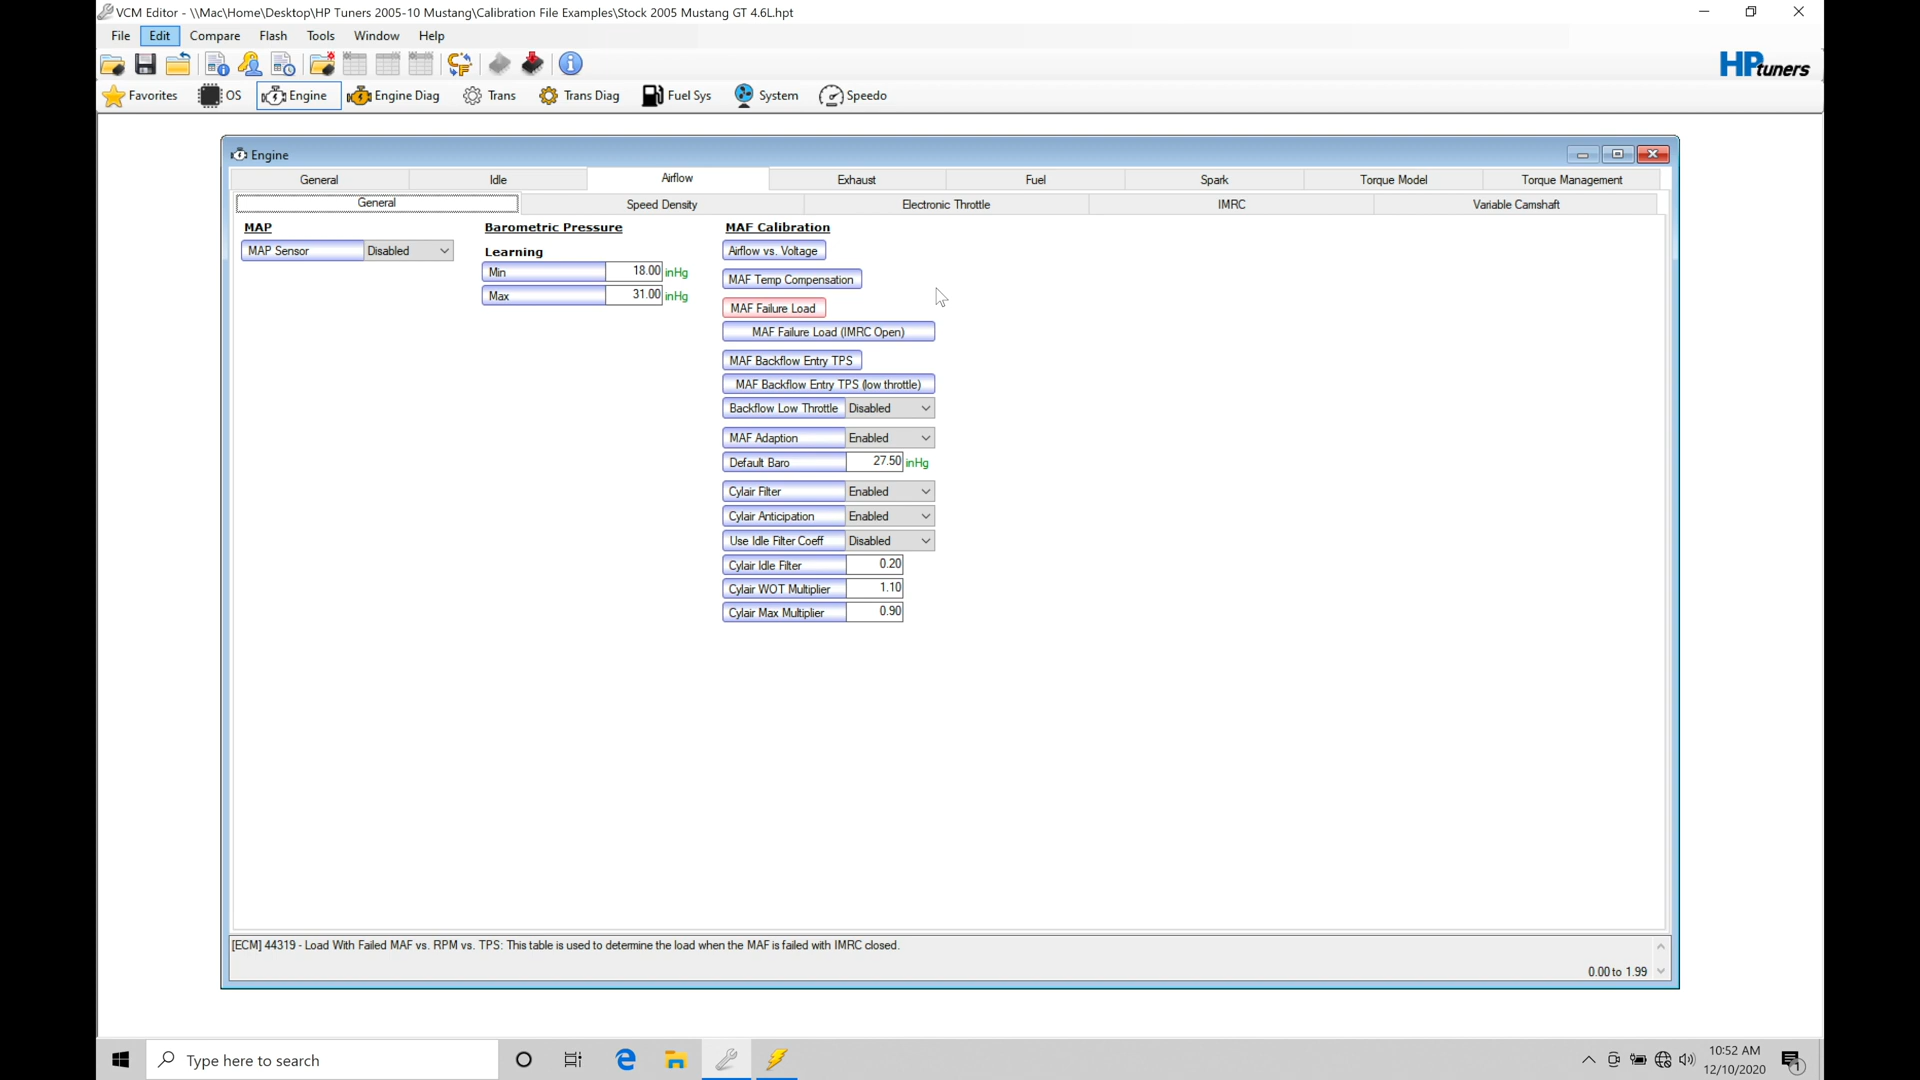 VCM Editor - \\Mac\Home\Desktop\HP Tuners 2005-10 Mustang\Calibration File Examples\Stock 2005 Mustang GT 4.6L.hpt
File Edit Compare Flash Tools Window Help
HPtuners
Favorites OS Engine Engine Diag Trans Trans Diag Fuel Sys System Speedo
Engine
General Idle Airflow Exhaust Fuel Spark Torque Model Torque Management
General Speed Density Electronic Throttle IMRC Variable Camshaft
MAP
MAP Sensor Disabled
Barometric Pressure
Learning
Min 18.00 inHg
Max 31.00 inHg
MAF Calibration
Airflow vs. Voltage
MAF Temp Compensation
MAF Failure Load
MAF Failure Load (IMRC Open)
MAF Backflow Entry TPS
MAF Backflow Entry TPS (low throttle)
Backflow Low Throttle Disabled
MAF Adaption Enabled
Default Baro 27.50 inHg
Cylair Filter Enabled
Cylair Anticipation Enabled
Use Idle Filter Coeff Disabled
Cylair Idle Filter 0.20
Cylair WOT Multiplier 1.10
Cylair Max Multiplier 0.90
[ECM] 44319 - Load With Failed MAF vs. RPM vs. TPS: This table is used to determine the load when the MAF is failed with IMRC closed.
0.00 to 1.99
Type here to search
10:52 AM
12/10/2020
1